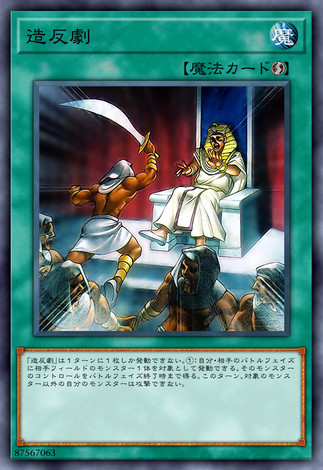 造反劇
魔
【魔法カード】
「造反劇」は１ターンに１枚しか発動できない。①：自分・相手のバトルフェイズ
に相手フィールドのモンスター１体を対象として発動できる。そのモンスター
のコントロールをバトルフェイズ終了時まで得る。このターン、対象のモンス
ター以外の自分のモンスターは攻撃できない。
87567063